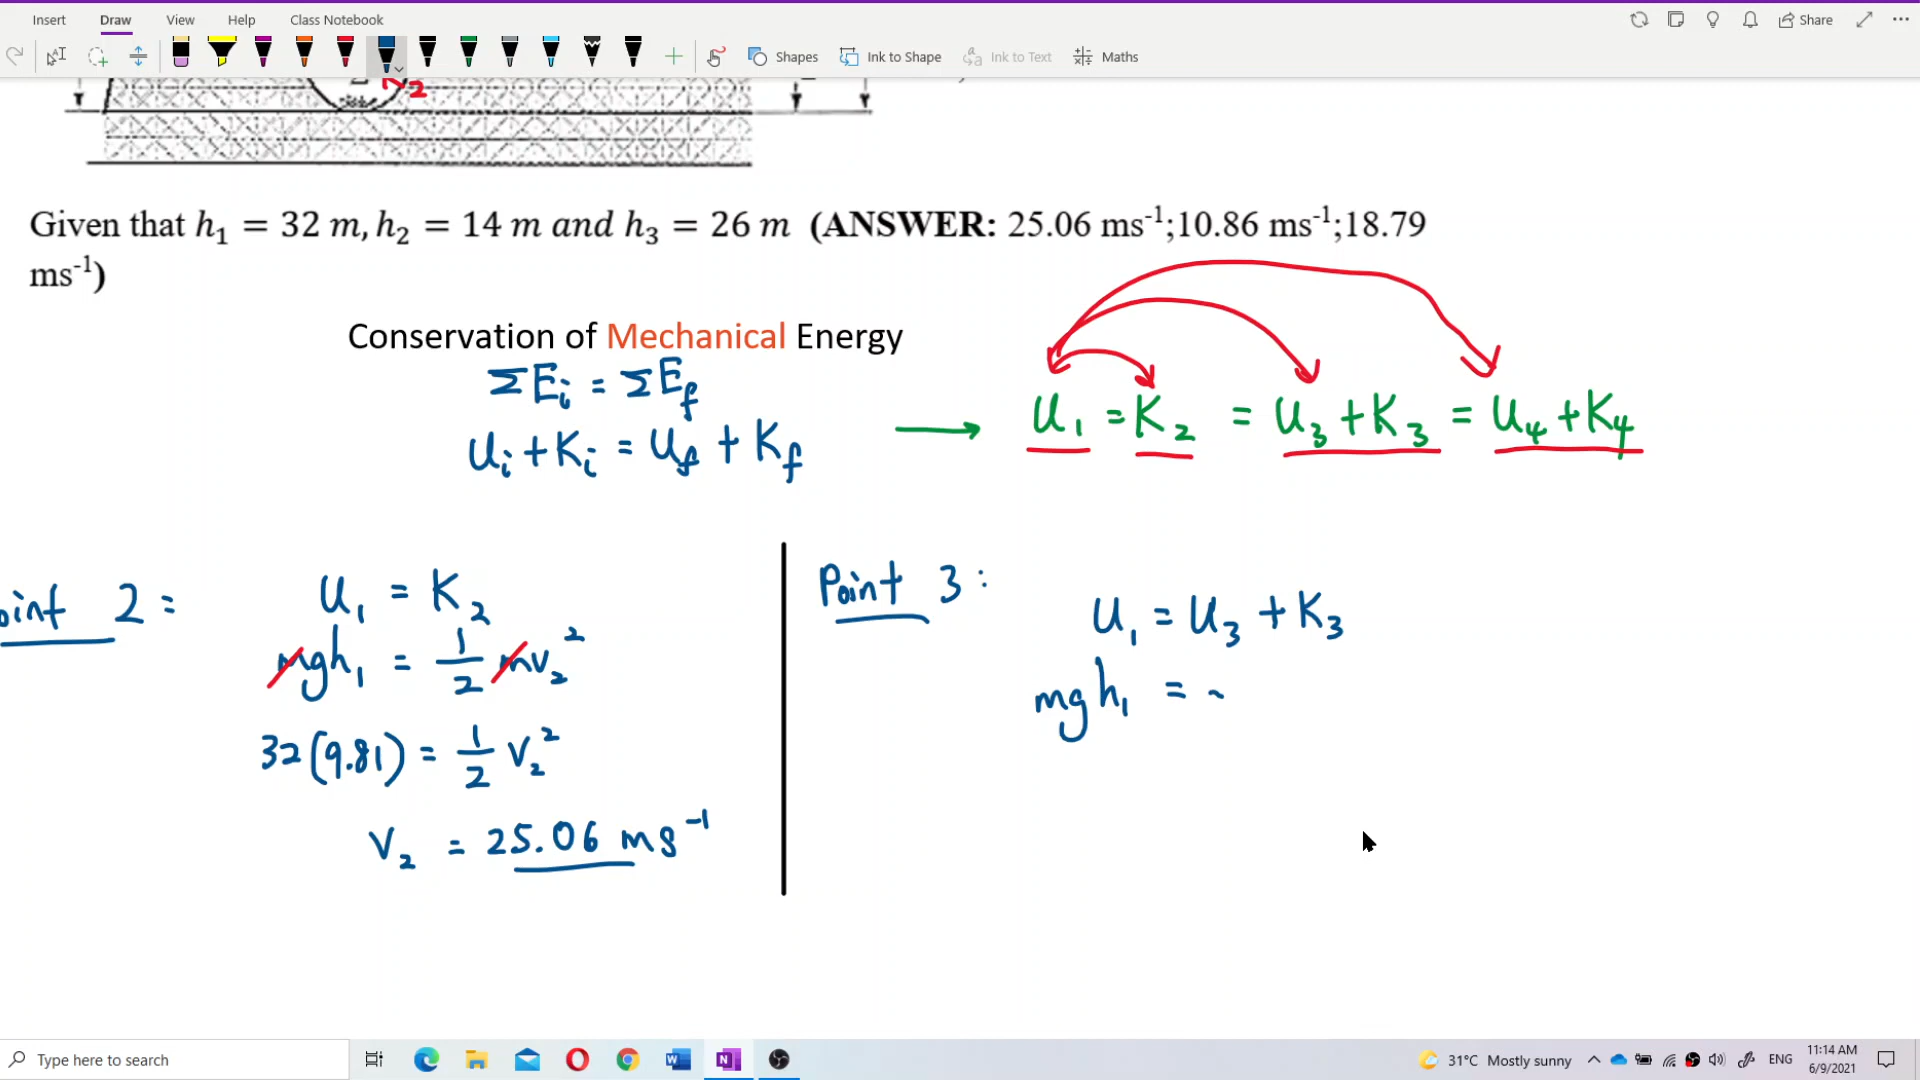 Insert Draw View Help Class Notebook Share
Shapes Ink to Shape Ink to Text Maths
K2
Given that h₁ = 32 m, h₂ = 14 m and h₃ = 26 m (ANSWER: 25.06 ms⁻¹;10.86 ms⁻¹;18.79
ms⁻¹)
Conservation of Mechanical Energy
ΣEi = ΣEf
Ui + Ki = Uf + Kf
→ U₁ = K₂ = U₃ + K₃ = U₄ + K₄
oint 2 =
U₁ = K₂
mgh₁ = 1/2 mv₂²
32(9.81) = 1/2 v₂²
v₂ = 25.06 ms⁻¹
Point 3 :
U₁ = U₃ + K₃
mgh₁ =
Type here to search
31°C Mostly sunny ENG 11:14 AM
6/9/2021